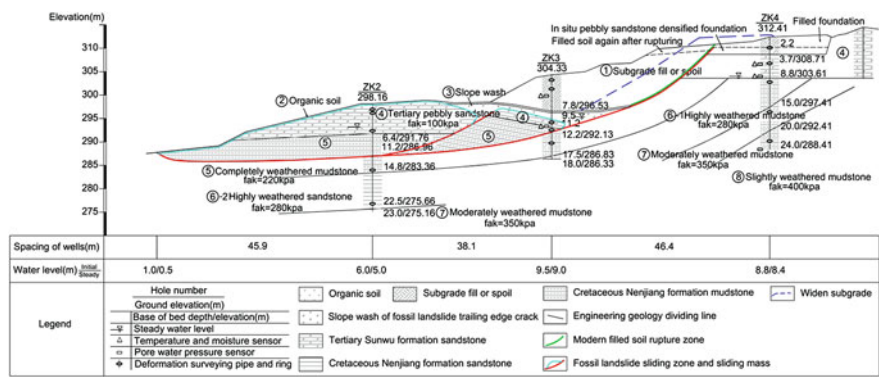 Elevation(m)
315
310
305
300
295
290
285
280
275
ZK4
312.41
In situ pebbly sandstone densified foundation
Filled foundation
Filled soil again after rupturing
2.2
3.7/308.71
8.8/303.61
④
ZK3
304.33
①Subgrade fill or spoil
ZK2
298.16
③Slope wash
②Organic soil
④Tertiary pebbly sandstone
fak=100kpa
7.8/296.53
9.5
11.2
④
12.2/292.13
⑥-1Highly weathered mudstone
fak=280kpa
15.0/297.41
20.0/292.41
24.0/288.41
⑤
6.4/291.76
11.2/286.96
⑤
17.5/286.83
18.0/286.33
⑦Moderately weathered mudstone
fak=350kpa
⑤Completely weathered mudstone
fak=220kpa
14.8/283.36
⑧Slightly weathered mudstone
fak=400kpa
⑥-2Highly weathered sandstone
fak=280kpa
22.5/275.66
23.0/275.16
⑦Moderately weathered mudstone
fak=350kpa
Spacing of wells(m)
45.9
38.1
46.4
Water level(m) Initial/Steady
1.0/0.5
6.0/5.0
9.5/9.0
8.8/8.4
Legend
Hole number
Ground elevation(m)
Base of bed depth/elevation(m)
Steady water level
Temperature and moisture sensor
Pore water pressure sensor
Deformation surveying pipe and ring
Organic soil
Subgrade fill or spoil
Slope wash of fossil landslide trailing edge crack
Tertiary Sunwu formation sandstone
Cretaceous Nenjiang formation sandstone
Cretaceous Nenjiang formation mudstone
Widen subgrade
Engineering geology dividing line
Modern filled soil rupture zone
Fossil landslide sliding zone and sliding mass